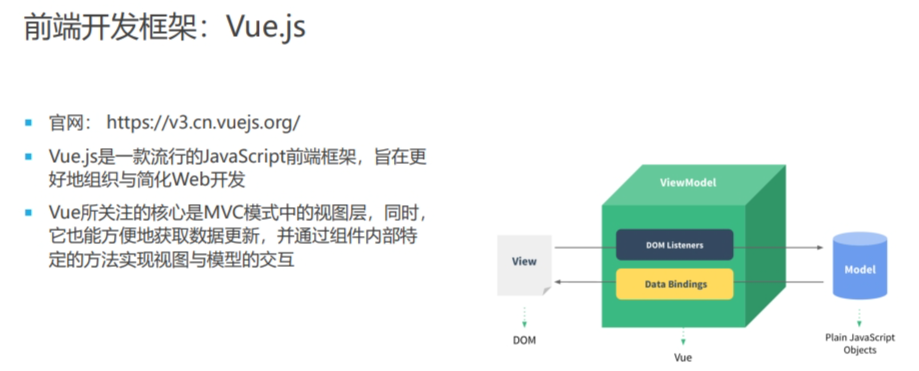 前端开发框架：Vue.js
官网： https://v3.cn.vuejs.org/
Vue.js是一款流行的JavaScript前端框架，旨在更
好地组织与简化Web开发
Vue所关注的核心是MVC模式中的视图层，同时，
它也能方便地获取数据更新，并通过组件内部特
定的方法实现视图与模型的交互
ViewModel
DOM Listeners
View
Data Bindings
Model
DOM
Vue
Plain JavaScript
Objects